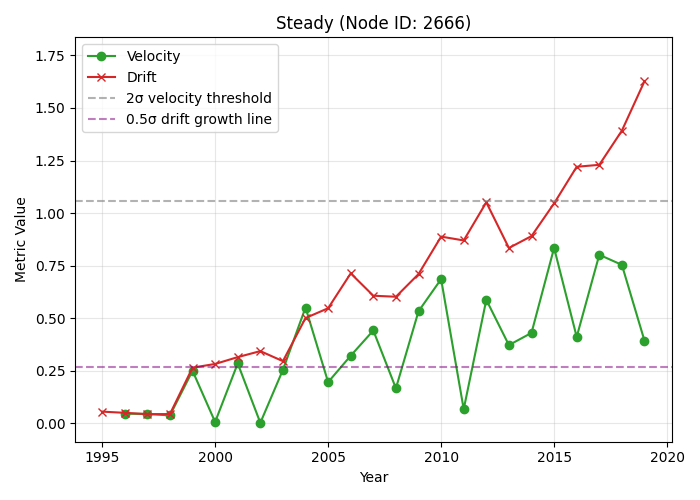 Steady (Node ID: 2666)
Velocity
Drift
2σ velocity threshold
0.5σ drift growth line
Metric Value
1.75
1.50
1.25
1.00
0.75
0.50
0.25
0.00
1995 2000 2005 2010 2015 2020
Year